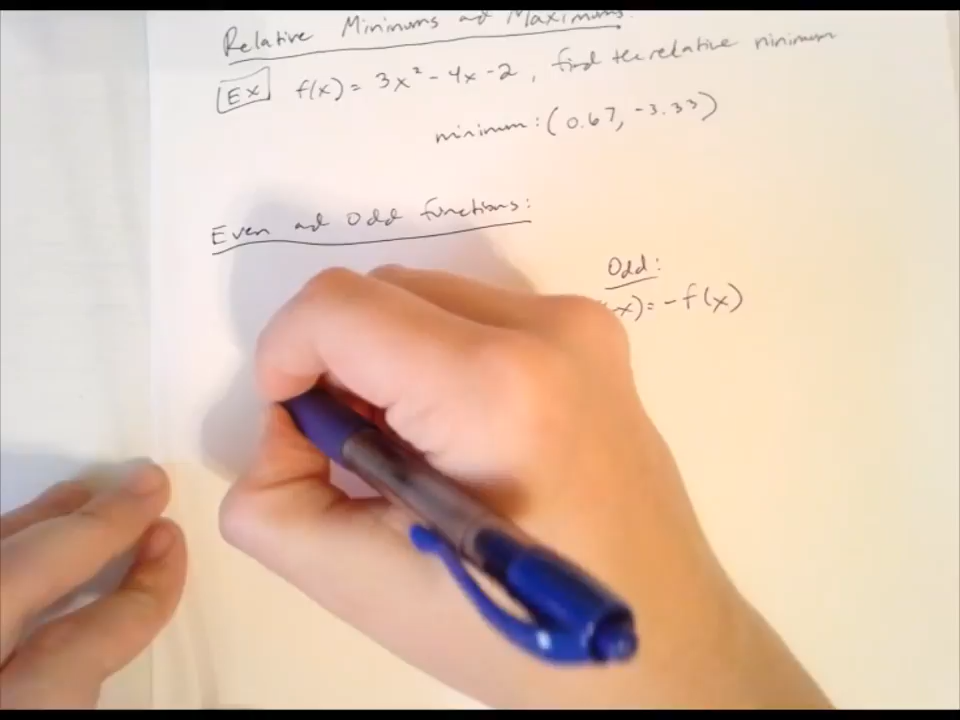 Relative Minimums and Maximums:
Ex f(x) = 3x² - 4x - 2 , find the relative minimum
minimum: (0.67, -3.33)
Even and Odd functions:
Odd:
-x) = -f(x)